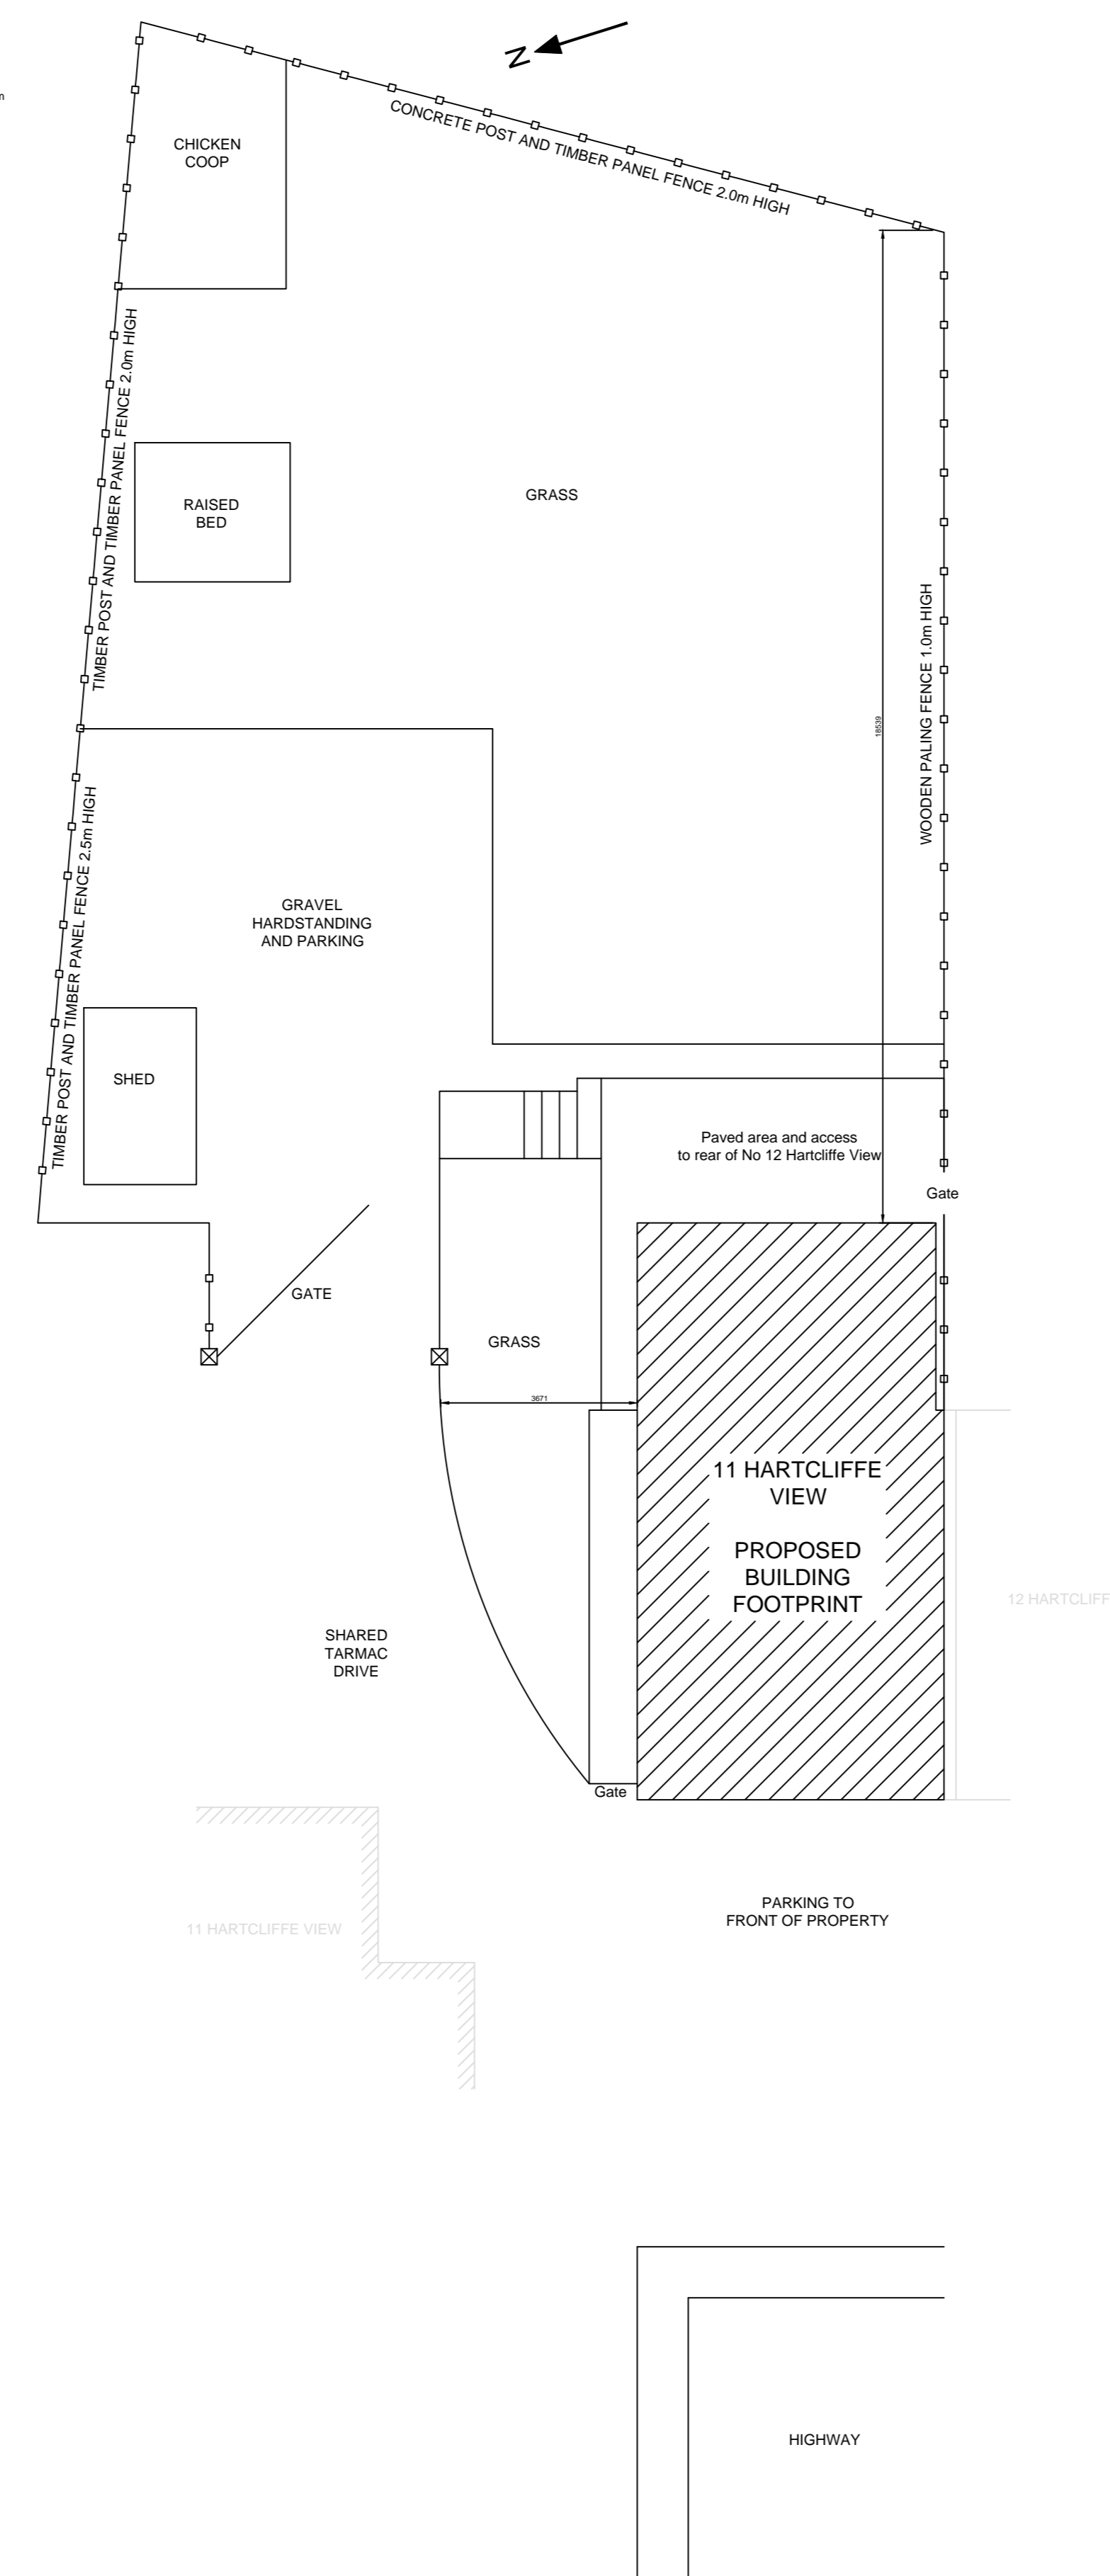 N
m
CONCRETE POST AND TIMBER PANEL FENCE 2.0m HIGH
CHICKEN
COOP
TIMBER POST AND TIMBER PANEL FENCE 2.0m HIGH
RAISED
BED
GRASS
WOODEN PALING FENCE 1.0m HIGH
18539
TIMBER POST AND TIMBER PANEL FENCE 2.5m HIGH
GRAVEL
HARDSTANDING
AND PARKING
SHED
Paved area and access
to rear of No 12 Hartcliffe View
Gate
GATE
GRASS
3671
11 HARTCLIFFE
VIEW
PROPOSED
BUILDING
FOOTPRINT
12 HARTCLIFF
SHARED
TARMAC
DRIVE
Gate
11 HARTCLIFFE VIEW
PARKING TO
FRONT OF PROPERTY
HIGHWAY